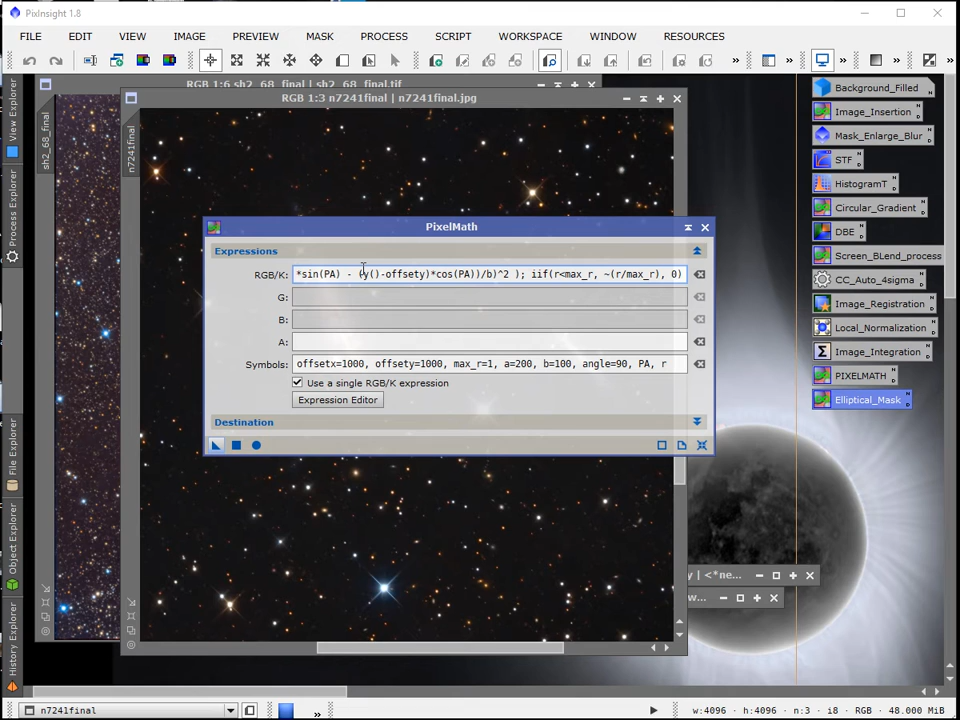 PixInsight 1.8
FILE EDIT VIEW IMAGE PREVIEW MASK PROCESS SCRIPT WORKSPACE WINDOW RESOURCES
View Explorer
Process Explorer
File Explorer
Object Explorer
History Explorer
RGB 1:6 sh2_68_final | sh2_68_final.tif
sh2_68_final
RGB 1:3 n7241final | n7241final.jpg
n7241final
PixelMath
Expressions
RGB/K: *sin(PA) - (y()-offsety)*cos(PA))/b)^2 ); iif(r<max_r, ~(r/max_r), 0)
G:
B:
A:
Symbols: offsetx=1000, offsety=1000, max_r=1, a=200, b=100, angle=90, PA, r
Use a single RGB/K expression
Expression Editor
Destination
Background_Filled
Image_Insertion
Mask_Enlarge_Blur
STF
HistogramT
Circular_Gradient
DBE
Screen_BLend_process
CC_Auto_4sigma
Image_Registration
Local_Normalization
Image_Integration
PIXELMATH
Elliptical_Mask
y | <*ne...
w...
n7241final
w:4096 · h:4096 · n:3 · i8 · RGB · 48.000 MiB